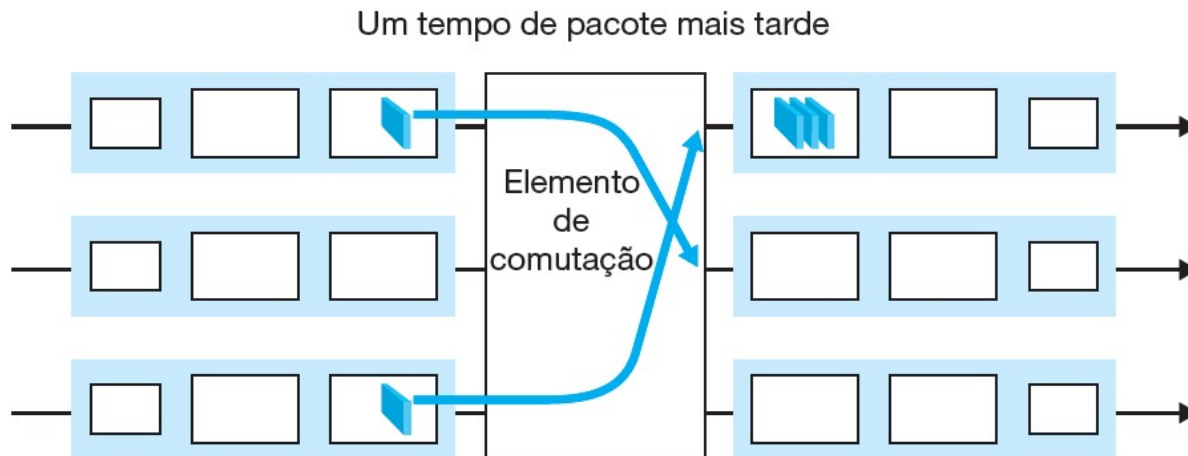 Um tempo de pacote mais tarde
Elemento
de
comutação